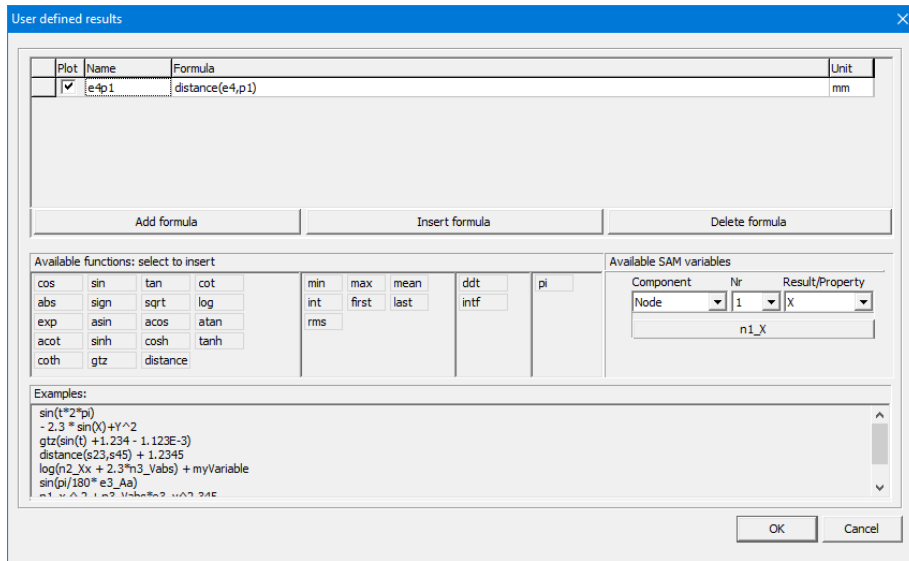 User defined results
Plot Name Formula Unit
e4p1 distance(e4,p1) mm
Add formula Insert formula Delete formula
Available functions: select to insert Available SAM variables
cos sin tan cot min max mean ddt pi Component Nr Result/Property
abs sign sqrt log int first last intf Node 1 X
exp asin acos atan rms n1_X
acot sinh cosh tanh
coth gtz distance
Examples:
sin(t*2*pi)
- 2.3 * sin(X)+Y^2
gtz(sin(t) +1.234 - 1.123E-3)
distance(s23,s45) + 1.2345
log(n2_Xx + 2.3*n3_Vabs) + myVariable
sin(pi/180* e3_Aa)
OK Cancel